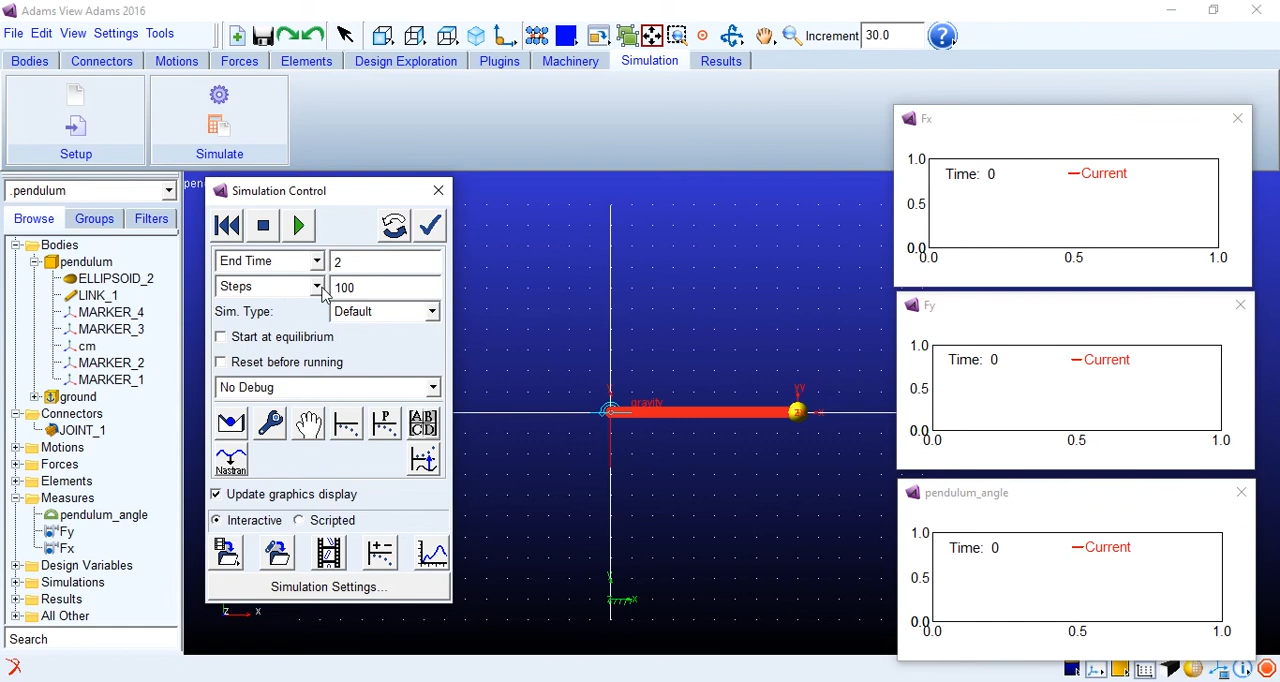 Adams View Adams 2016
File Edit View Settings Tools
Increment 30.0
Bodies Connectors Motions Forces Elements Design Exploration Plugins Machinery Simulation Results
Setup Simulate
.pendulum
Browse Groups Filters
Bodies
pendulum
ELLIPSOID_2
LINK_1
MARKER_4
MARKER_3
cm
MARKER_2
MARKER_1
ground
Connectors
JOINT_1
Motions
Forces
Elements
Measures
pendulum_angle
Fy
Fx
Design Variables
Simulations
Results
All Other
Search
pen
Simulation Control
End Time 2
Steps 100
Sim. Type: Default
Start at equilibrium
Reset before running
No Debug
P
A B
C D
Nastran
Update graphics display
Interactive Scripted
Simulation Settings...
z x
gravity
Fx
Time: 0 Current
1.0
0.5
0.0
0.0 0.5 1.0
Fy
Time: 0 Current
1.0
0.5
0.0
0.0 0.5 1.0
pendulum_angle
Time: 0 Current
1.0
0.5
0.0
0.0 0.5 1.0